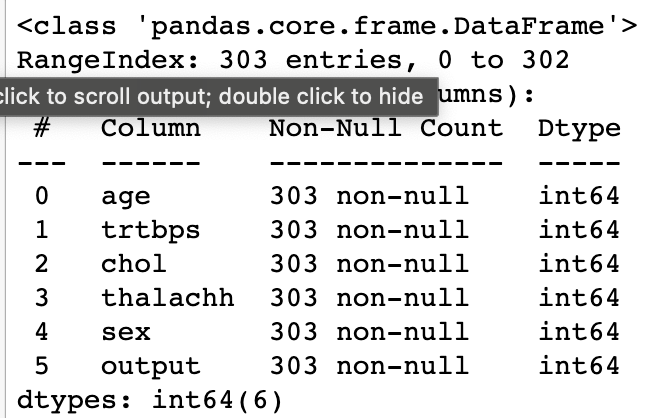 <class 'pandas.core.frame.DataFrame'>
RangeIndex: 303 entries, 0 to 302
click to scroll output; double click to hide umns):
 #   Column    Non-Null Count  Dtype
---  ------    --------------  -----
 0   age       303 non-null    int64
 1   trtbps    303 non-null    int64
 2   chol      303 non-null    int64
 3   thalachh  303 non-null    int64
 4   sex       303 non-null    int64
 5   output    303 non-null    int64
dtypes: int64(6)